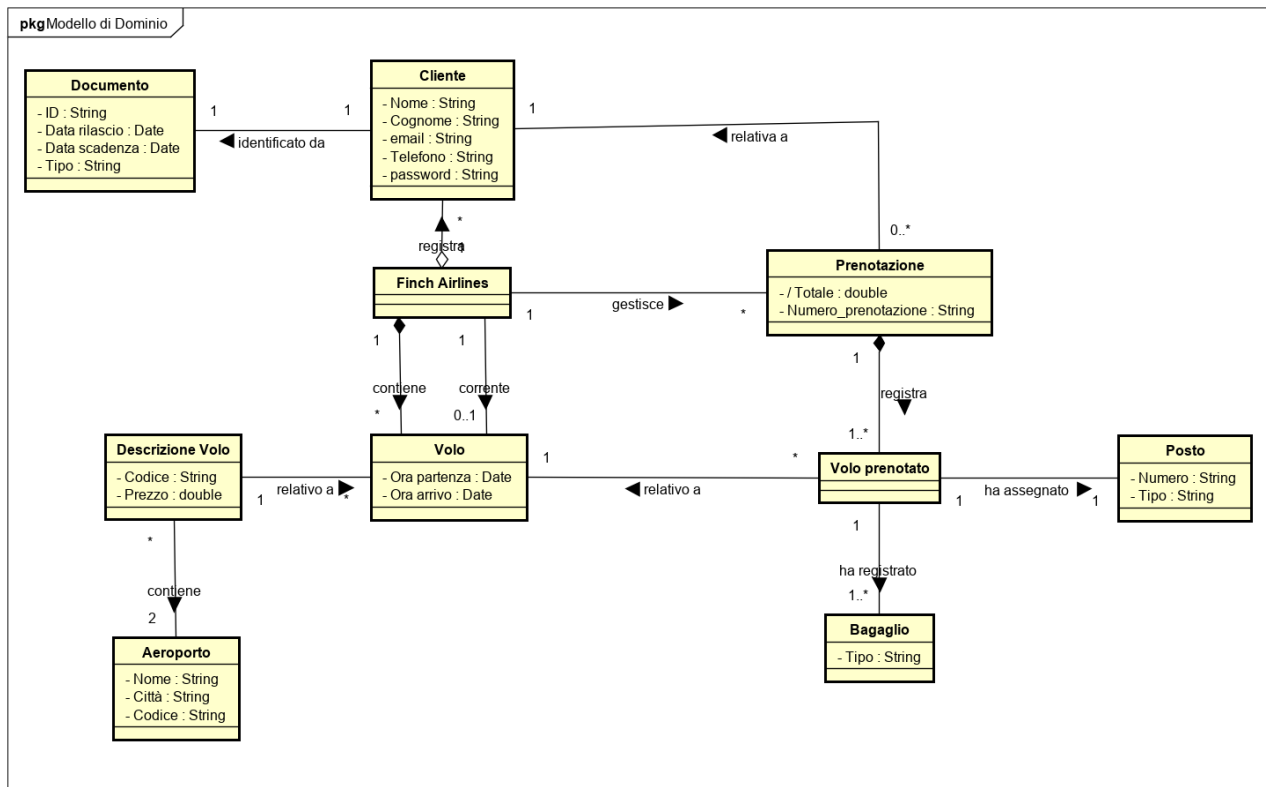 pkg Modello di Dominio
Documento
- ID : String
- Data rilascio : Date
- Data scadenza : Date
- Tipo : String
1
1
identificato da
Cliente
- Nome : String
- Cognome : String
- email : String
- Telefono : String
- password : String
1
relativa a
0..*
*
registra
1
Finch Airlines
1
gestisce
*
Prenotazione
- / Totale : double
- Numero_prenotazione : String
1
1
1
contiene
corrente
*
0..1
registra
1..*
Descrizione Volo
- Codice : String
- Prezzo : double
1
relativo a
*
Volo
- Ora partenza : Date
- Ora arrivo : Date
1
relativo a
*
Volo prenotato
1
ha assegnato
1
Posto
- Numero : String
- Tipo : String
*
contiene
2
1
ha registrato
1..*
Aeroporto
- Nome : String
- Città : String
- Codice : String
Bagaglio
- Tipo : String